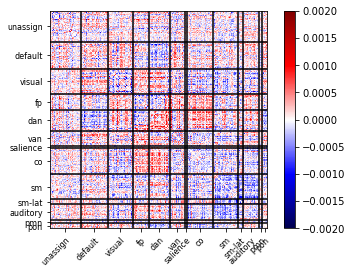 unassign
default
visual
fp
dan
van
salience
co
sm
sm-lat
auditory
pmn
pon
unassign
default
visual
fp
dan
van
salience
co
sm
sm-lat
auditory
0.0020
0.0015
0.0010
0.0005
0.0000
−0.0005
−0.0010
−0.0015
−0.0020